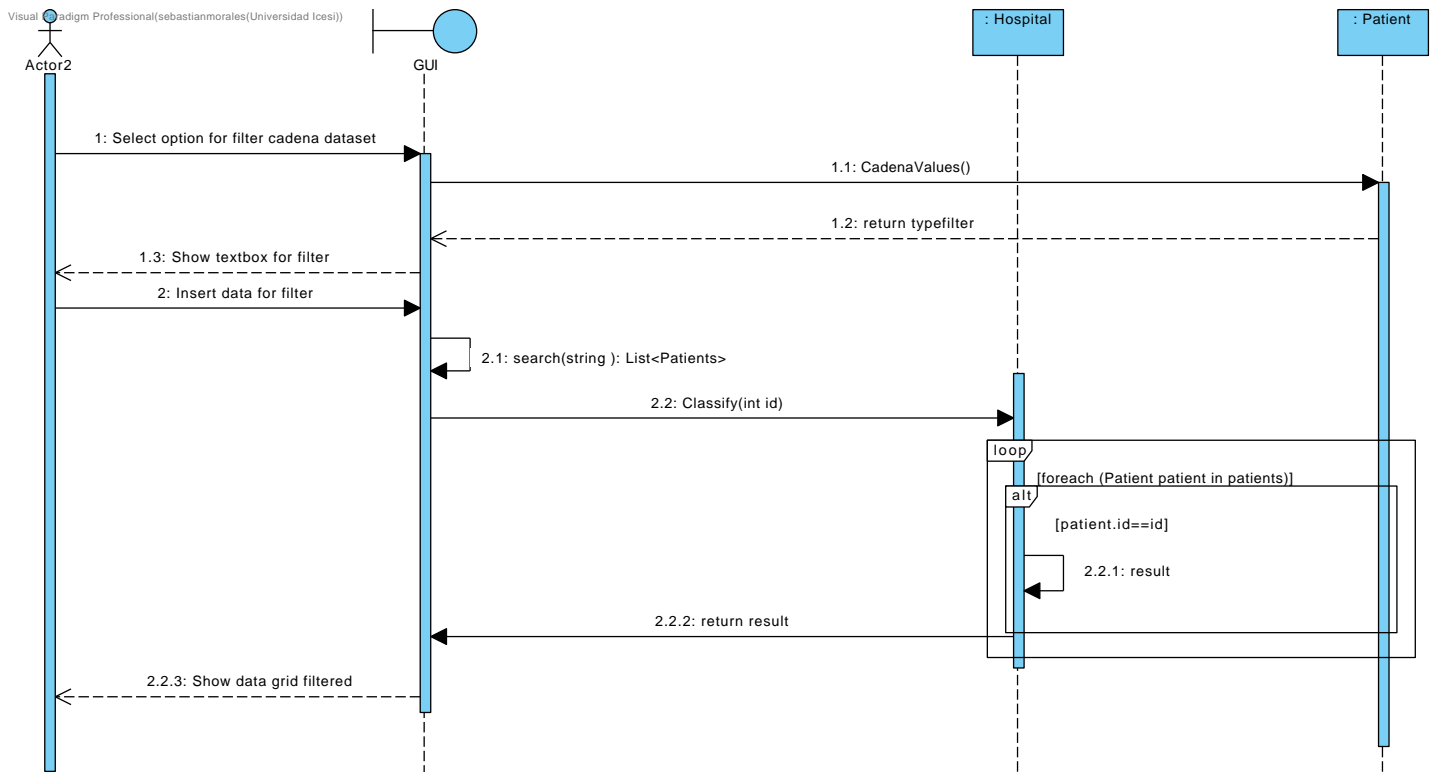 Visual Paradigm Professional(sebastianmorales(Universidad Icesi))
Actor2
GUI
: Hospital
: Patient
1: Select option for filter cadena dataset
1.1: CadenaValues()
1.2: return typefilter
1.3: Show textbox for filter
2: Insert data for filter
2.1: search(string ): List<Patients>
2.2: Classify(int id)
loop
[foreach (Patient patient in patients)]
alt
[patient.id==id]
2.2.1: result
2.2.2: return result
2.2.3: Show data grid filtered